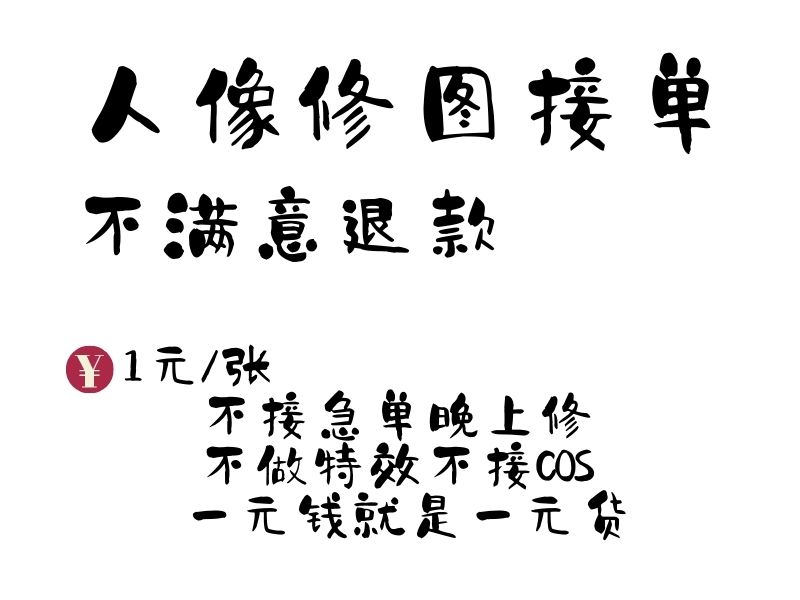 人像修图接单
不满意退款
¥1元/张
不接急单晚上修
不做特效不接COS
一元钱就是一元货